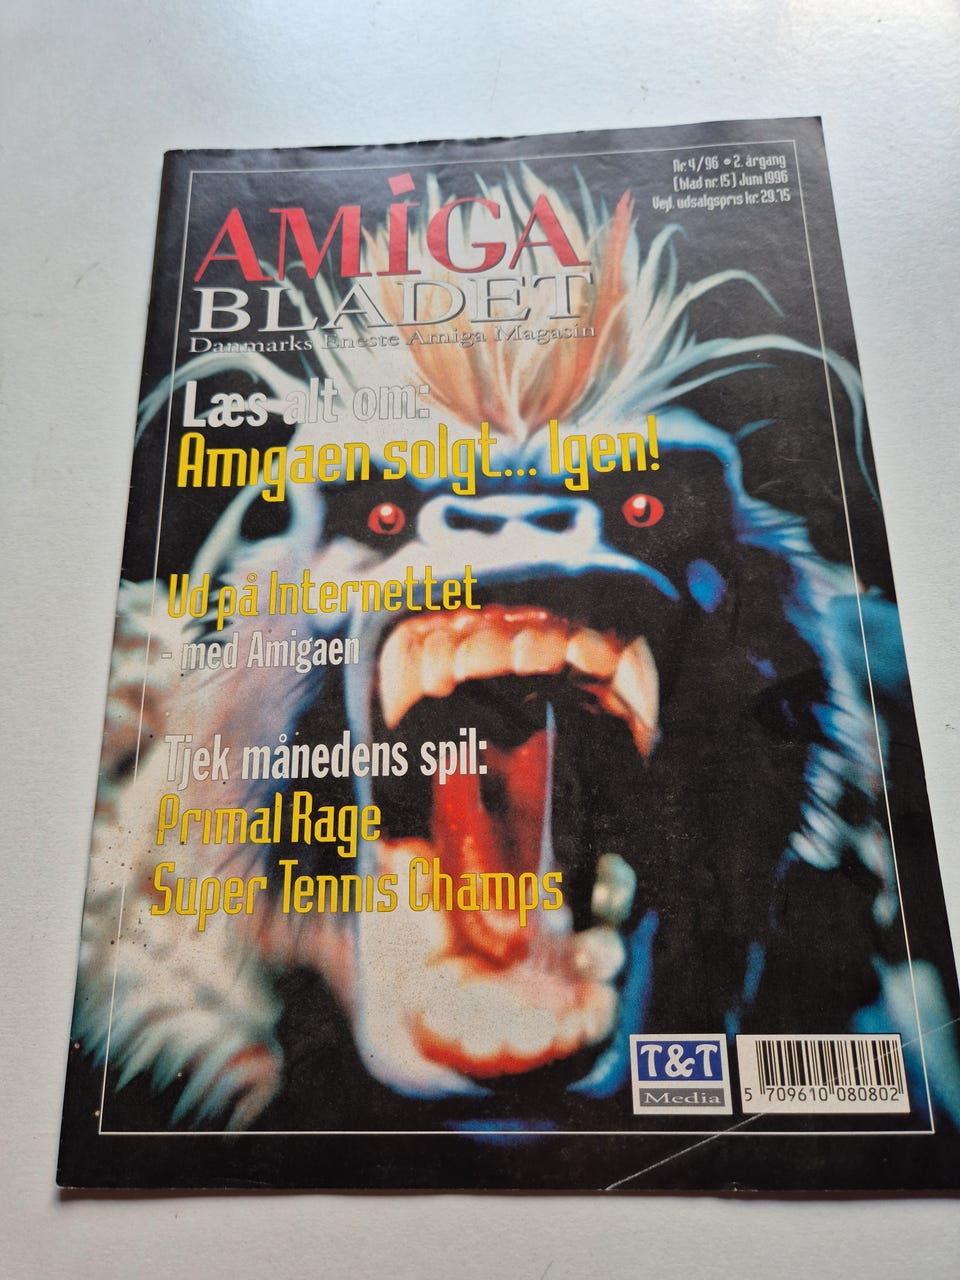 Nr. 4/96 • 2. årgang
(blad nr. 15) Juni 1996
Vejl. udsalgspris kr. 29.75
AMIGA
BLADET
Danmarks Eneste Amiga Magasin
Læs alt om:
Amigaen solgt... Igen!
Ud på Internettet
- med Amigaen
Tjek månedens spil:
Primal Rage
Super Tennis Champs
T&T
Media
5 709610 080802